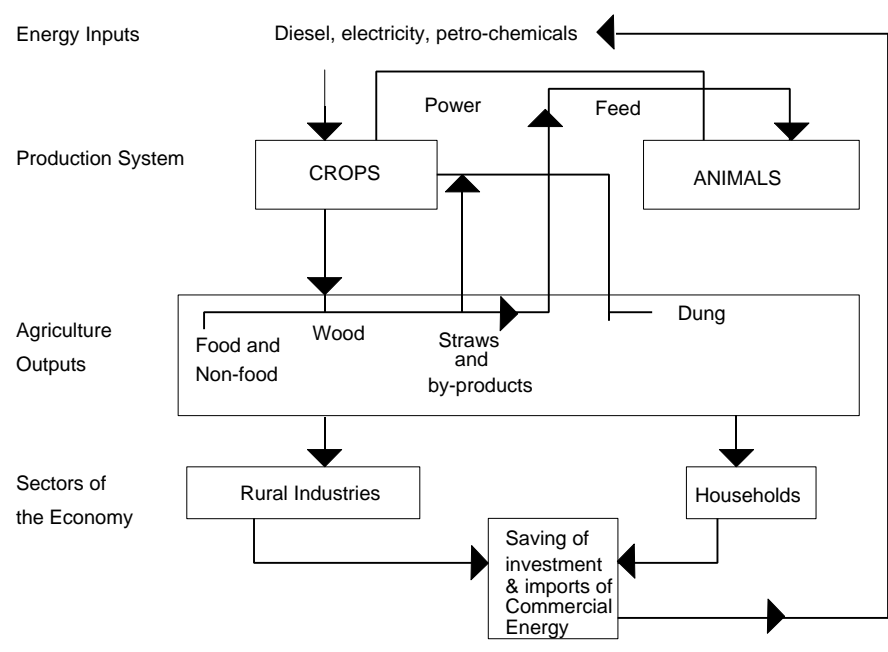 Energy Inputs
Diesel, electricity, petro-chemicals
Power
Feed
Production System
CROPS
ANIMALS
Agriculture
Outputs
Food and
Non-food
Wood
Straws
and
by-products
Dung
Sectors of
the Economy
Rural Industries
Households
Saving of
investment
& imports of
Commercial
Energy